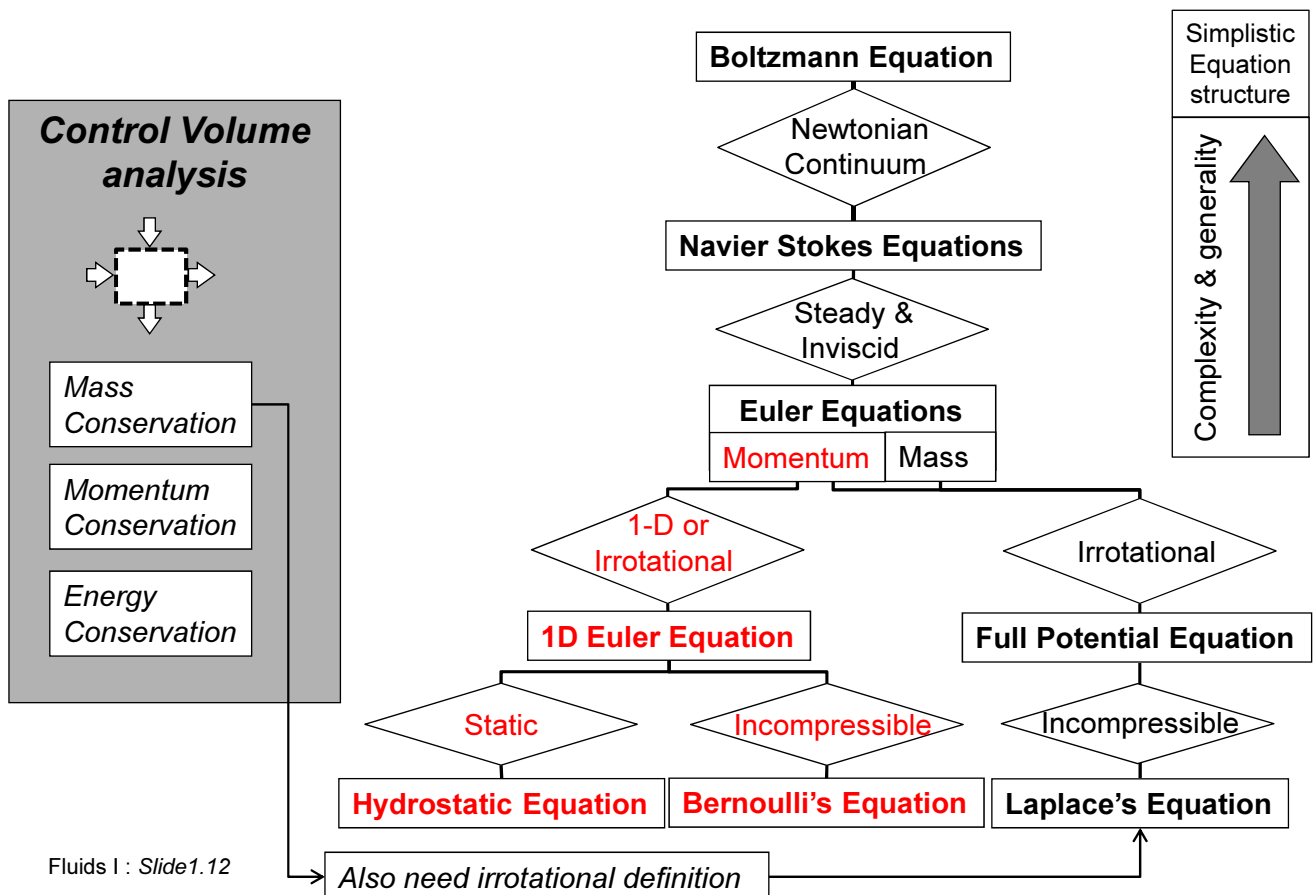 Boltzmann Equation
Simplistic
Equation
structure
Control Volume
analysis
Newtonian
Continuum
Complexity & generality
Navier Stokes Equations
Steady &
Inviscid
Mass
Conservation
Euler Equations
Momentum
Mass
Momentum
Conservation
1-D or
Irrotational
Irrotational
Energy
Conservation
1D Euler Equation
Full Potential Equation
Static
Incompressible
Incompressible
Hydrostatic Equation
Bernoulli’s Equation
Laplace’s Equation
Fluids I : Slide1.12
Also need irrotational definition